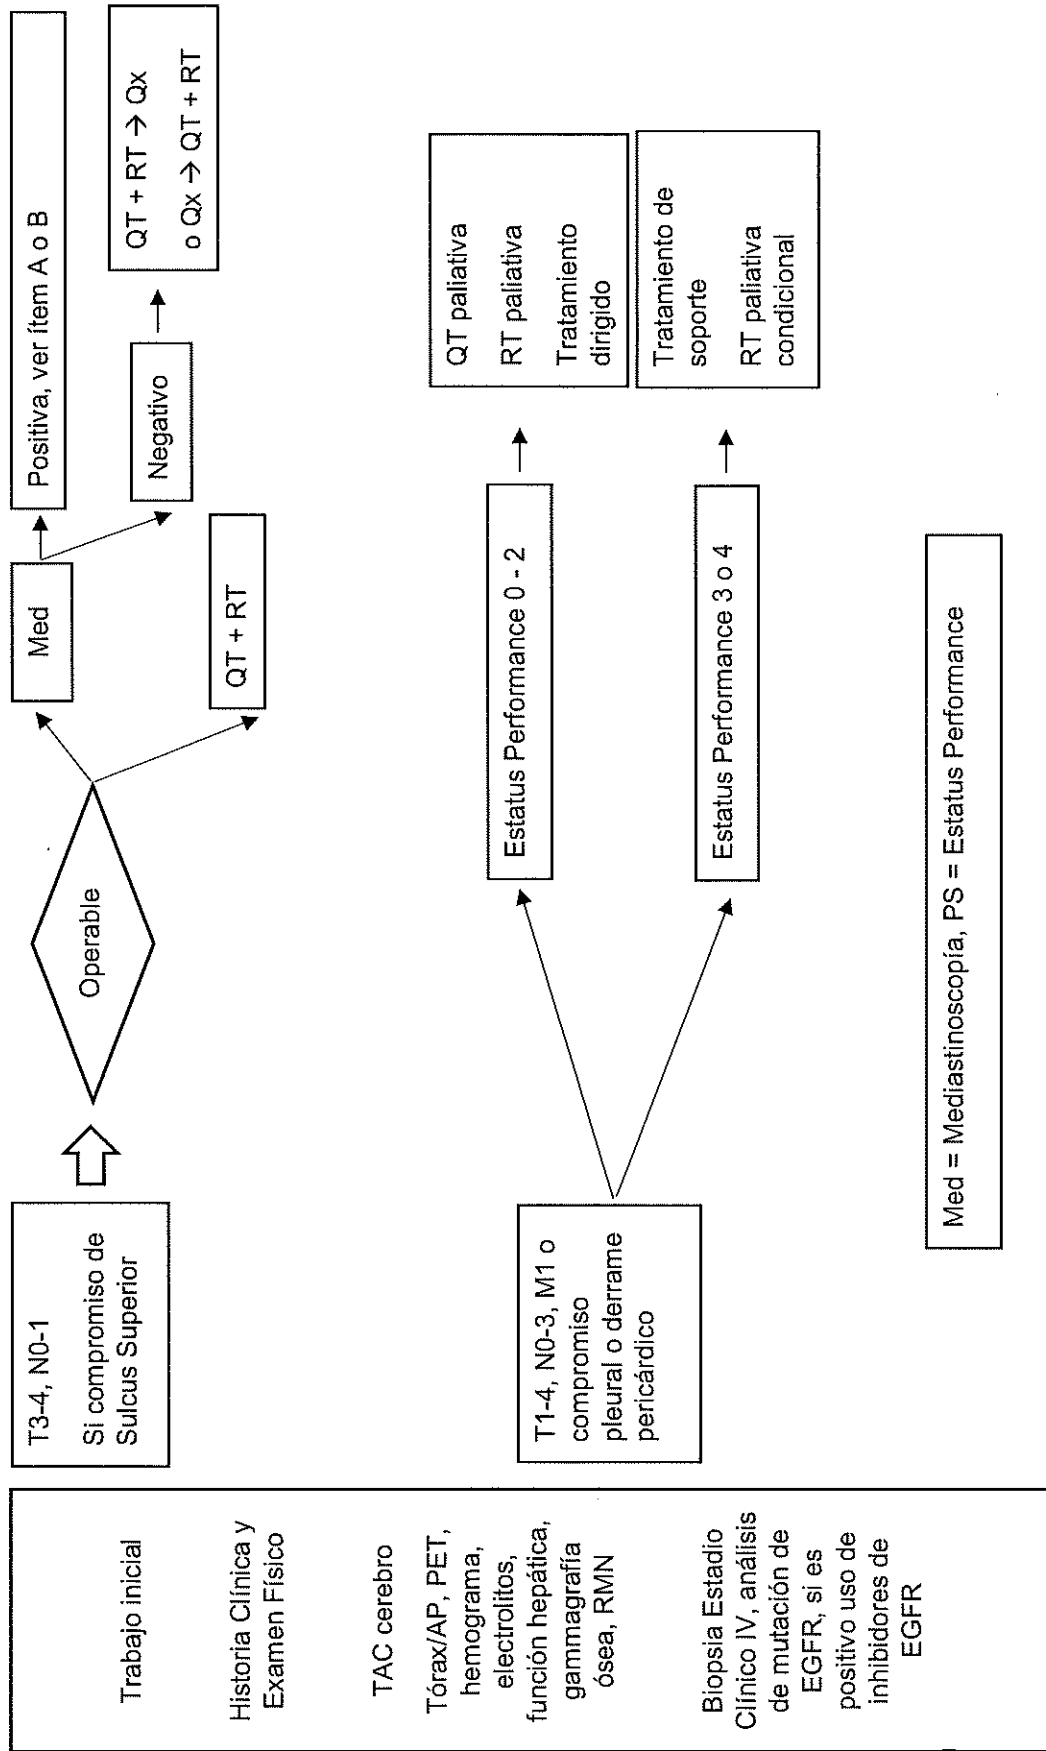 Trabajo inicial
Historia Clínica y
Examen Físico
TAC cerebro
Tórax/AP, PET,
hemograma,
electrolitos,
función hepática,
gammagrafía
ósea, RMN
Biopsia Estadio
Clínico IV, análisis
de mutación de
EGFR, si es
positivo uso de
inhibidores de
EGFR
T3-4, N0-1
Si compromiso de
Sulcus Superior
Operable
Med
Positiva, ver ítem A o B
Negativo
QT + RT → Qx
o Qx → QT + RT
QT + RT
T1-4, N0-3, M1 o
compromiso
pleural o derrame
pericárdico
Estatus Performance 0 - 2
QT paliativa
RT paliativa
Tratamiento
dirigido
Estatus Performance 3 o 4
Tratamiento de
soporte
RT paliativa
condicional
Med = Mediastinoscopía, PS = Estatus Performance